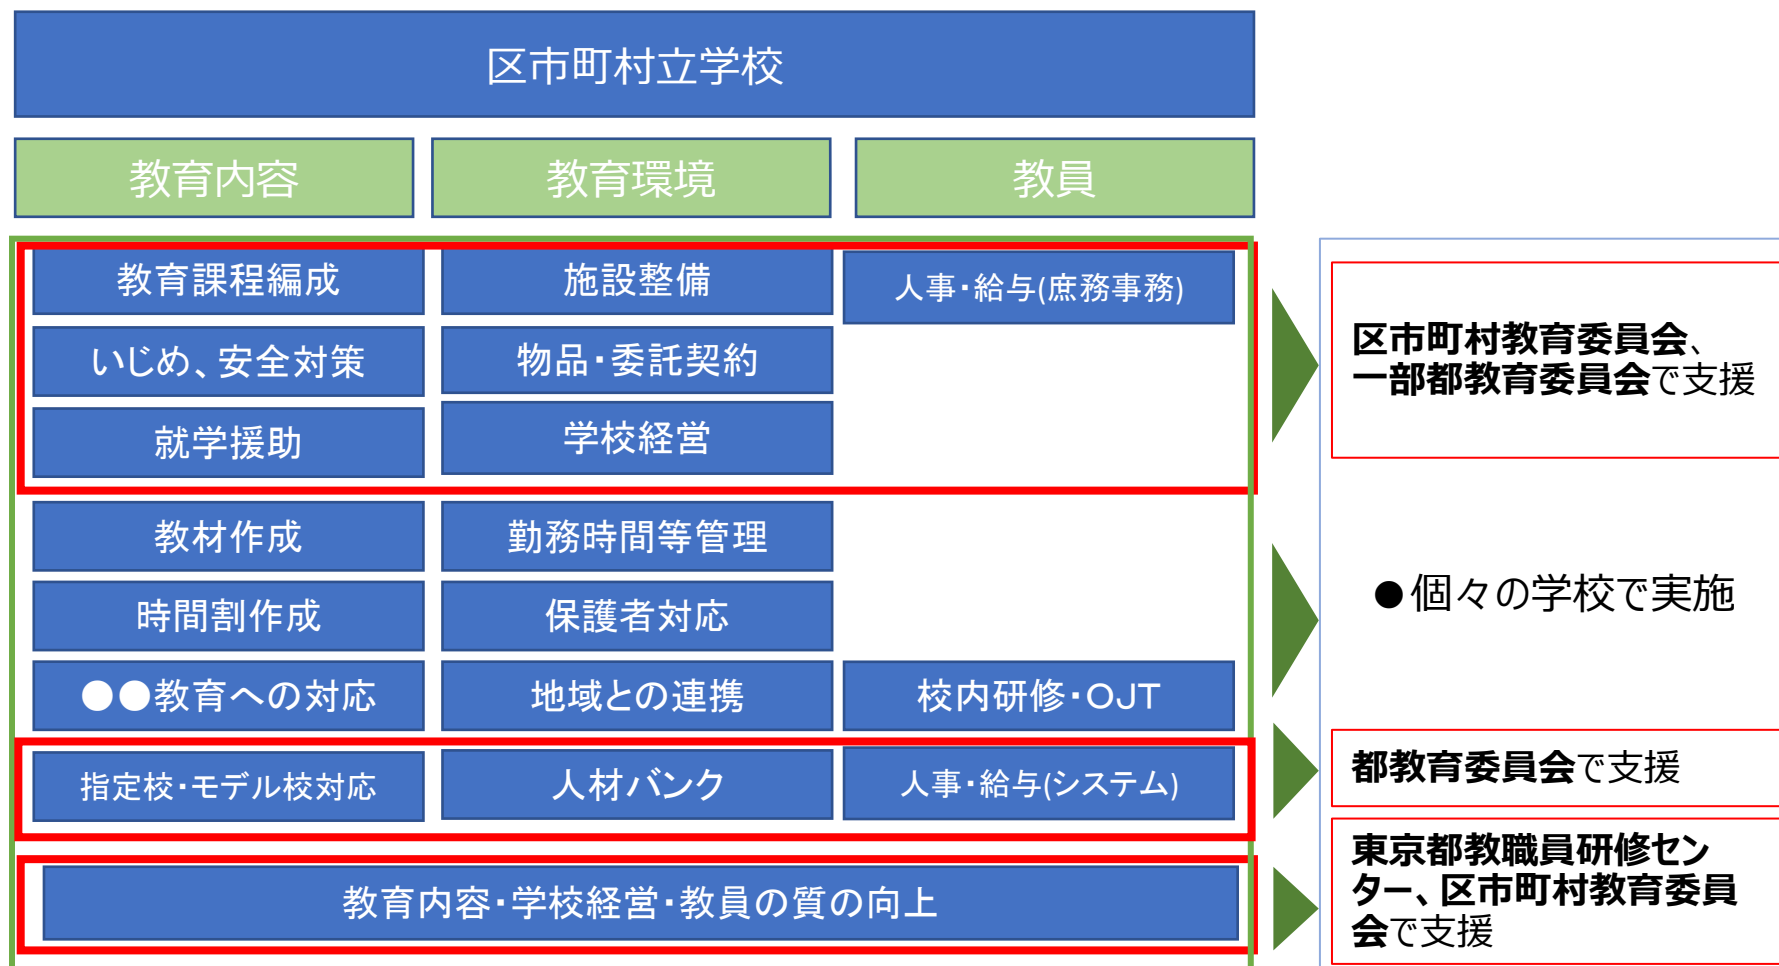 区市町村立学校
教育内容
教育環境
教員
教育課程編成
施設整備
人事・給与(庶務事務)
いじめ、安全対策
物品・委託契約
就学援助
学校経営
区市町村教育委員会、
一部都教育委員会で支援
教材作成
勤務時間等管理
時間割作成
保護者対応
●●教育への対応
地域との連携
校内研修・OJT
●個々の学校で実施
指定校・モデル校対応
人材バンク
人事・給与(システム)
都教育委員会で支援
教育内容・学校経営・教員の質の向上
東京都教職員研修セン
ター、区市町村教育委員
会で支援